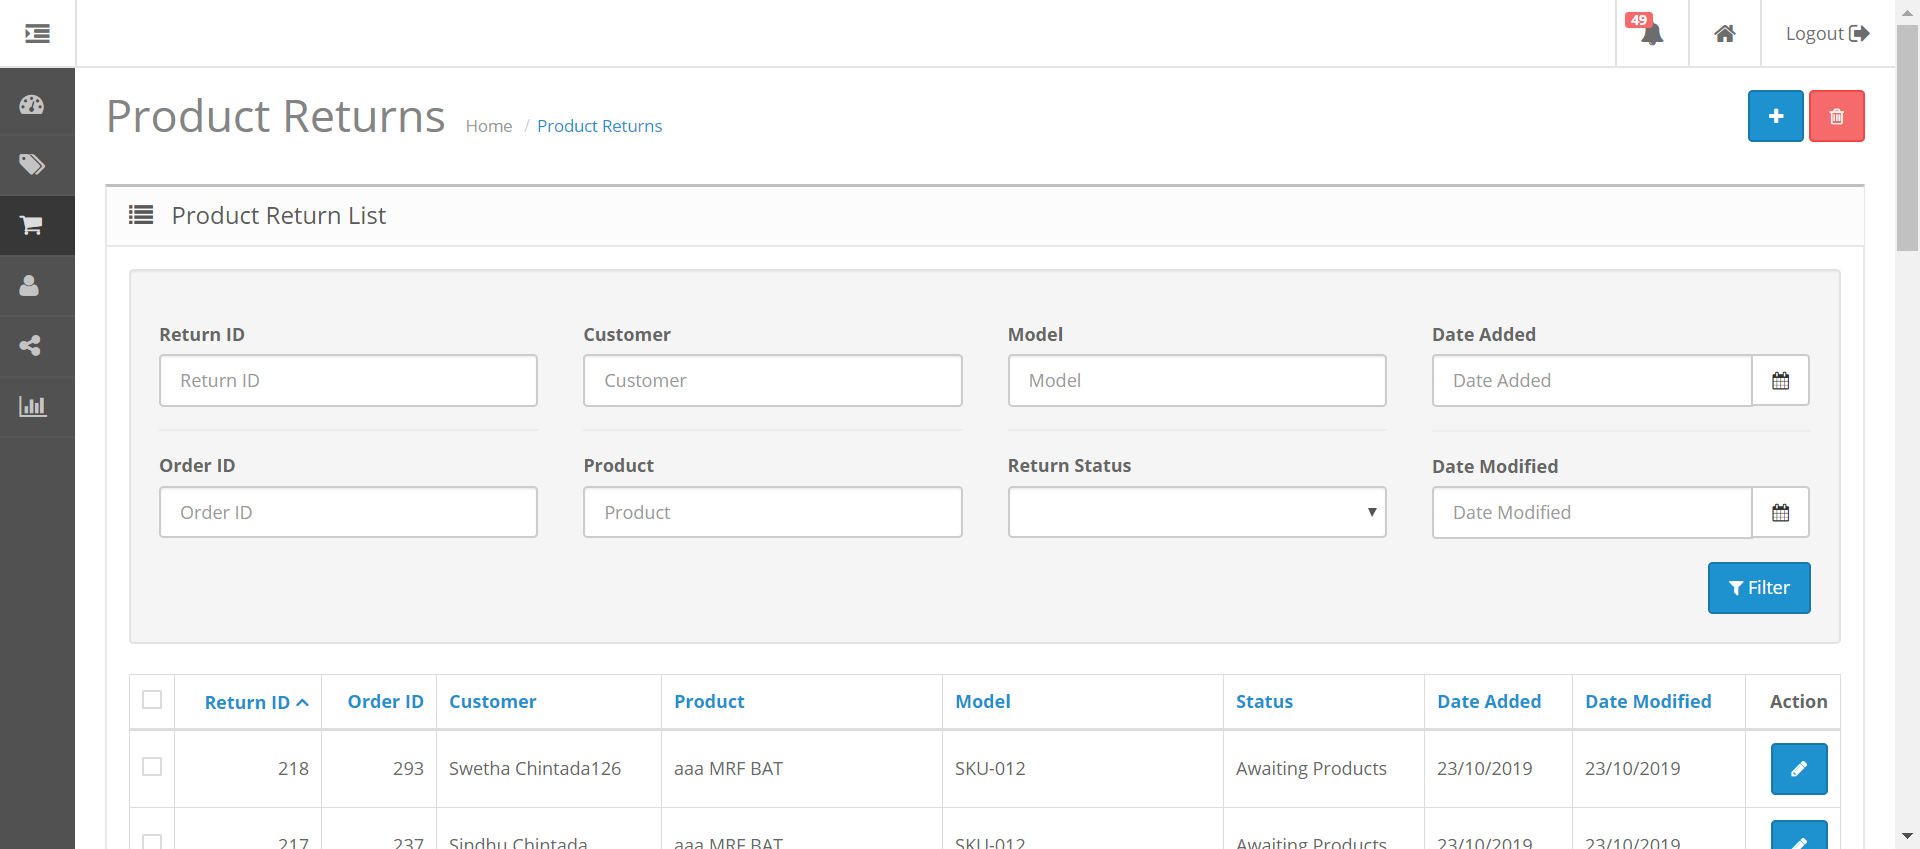 49
Logout
Product Returns
Home / Product Returns
Product Return List
Return ID Customer Model Date Added
Return ID Customer Model Date Added
Order ID Product Return Status Date Modified
Order ID Product Date Modified
Filter
Return ID Order ID Customer Product Model Status Date Added Date Modified Action
218 293 Swetha Chintada126 aaa MRF BAT SKU-012 Awaiting Products 23/10/2019 23/10/2019
217 237 Sindhu Chintada aaa MRF BAT SKU-012 Awaiting Products 23/10/2019 23/10/2019